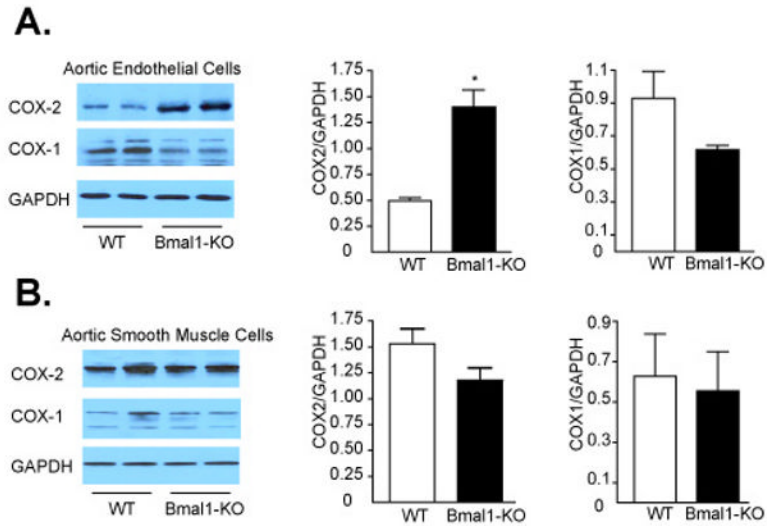 A.
Aortic Endothelial Cells
COX-2
COX-1
GAPDH
WT Bmal1-KO
COX2/GAPDH
1.75
1.50
1.25
1.00
0.75
0.50
0.25
0
*
WT Bmal1-KO
COX1/GAPDH
1.1
0.9
0.7
0.5
0.3
0.1
0
WT Bmal1-KO
B.
Aortic Smooth Muscle Cells
COX-2
COX-1
GAPDH
WT Bmal1-KO
COX2/GAPDH
1.75
1.50
1.25
1.00
0.75
0.50
0.25
0
WT Bmal1-KO
COX1/GAPDH
0.9
0.7
0.5
0.3
0.1
0
WT Bmal1-KO